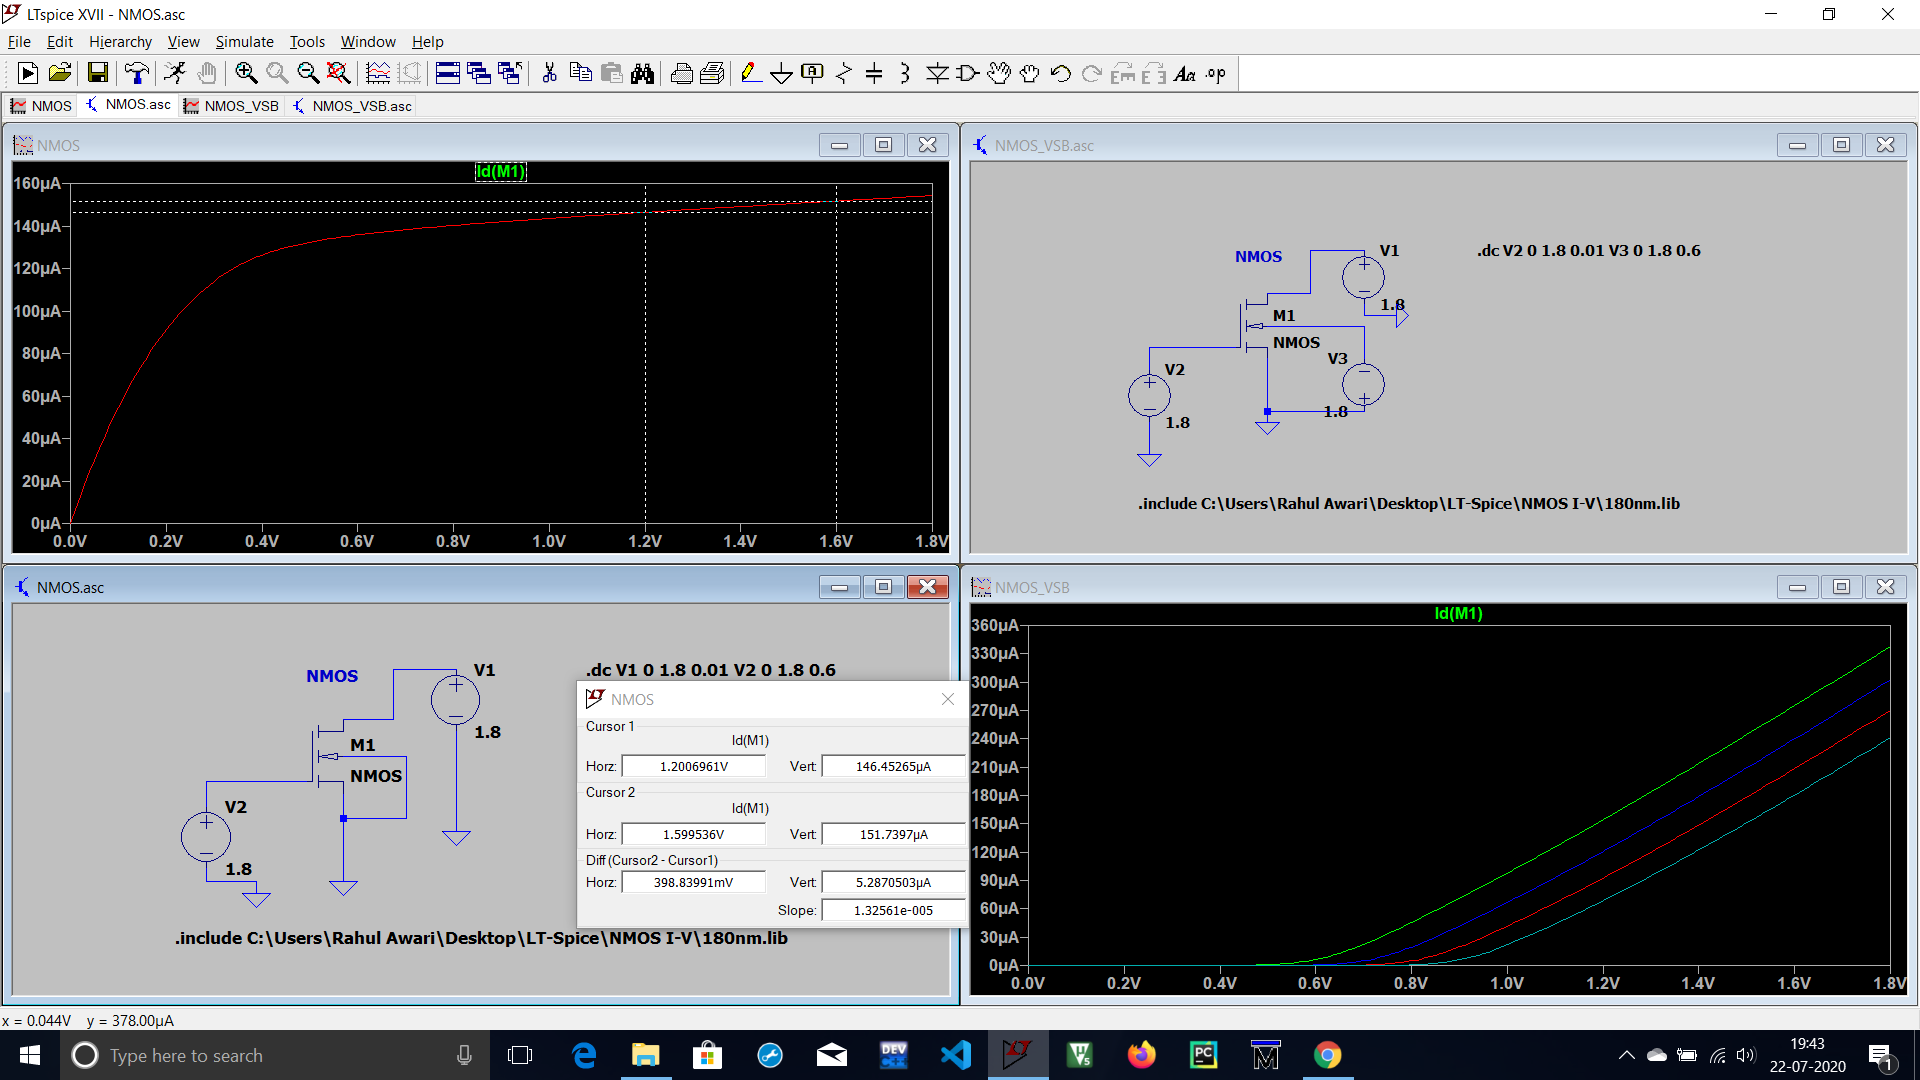 LTspice XVII - NMOS.asc
File Edit Hierarchy View Simulate Tools Window Help
Aa .op
NMOS NMOS.asc NMOS_VSB NMOS_VSB.asc
NMOS
Id(M1)
160µA
140µA
120µA
100µA
80µA
60µA
40µA
20µA
0µA
0.0V 0.2V 0.4V 0.6V 0.8V 1.0V 1.2V 1.4V 1.6V 1.8V
NMOS_VSB.asc
NMOS
V1
.dc V2 0 1.8 0.01 V3 0 1.8 0.6
1.8
M1
NMOS
V3
V2
1.8
1.8
.include C:\Users\Rahul Awari\Desktop\LT-Spice\NMOS I-V\180nm.lib
NMOS.asc
NMOS
V1
.dc V1 0 1.8 0.01 V2 0 1.8 0.6
1.8
M1
NMOS
V2
1.8
.include C:\Users\Rahul Awari\Desktop\LT-Spice\NMOS I-V\180nm.lib
NMOS
Cursor 1
Id(M1)
Horz: 1.2006961V Vert: 146.45265µA
Cursor 2
Id(M1)
Horz: 1.599536V Vert: 151.7397µA
Diff (Cursor2 - Cursor1)
Horz: 398.83991mV Vert: 5.2870503µA
Slope: 1.32561e-005
NMOS_VSB
Id(M1)
360µA
330µA
300µA
270µA
240µA
210µA
180µA
150µA
120µA
90µA
60µA
30µA
0µA
0.0V 0.2V 0.4V 0.6V 0.8V 1.0V 1.2V 1.4V 1.6V 1.8V
x = 0.044V y = 378.00µA
Type here to search
DEV
PC
19:43
22-07-2020
1